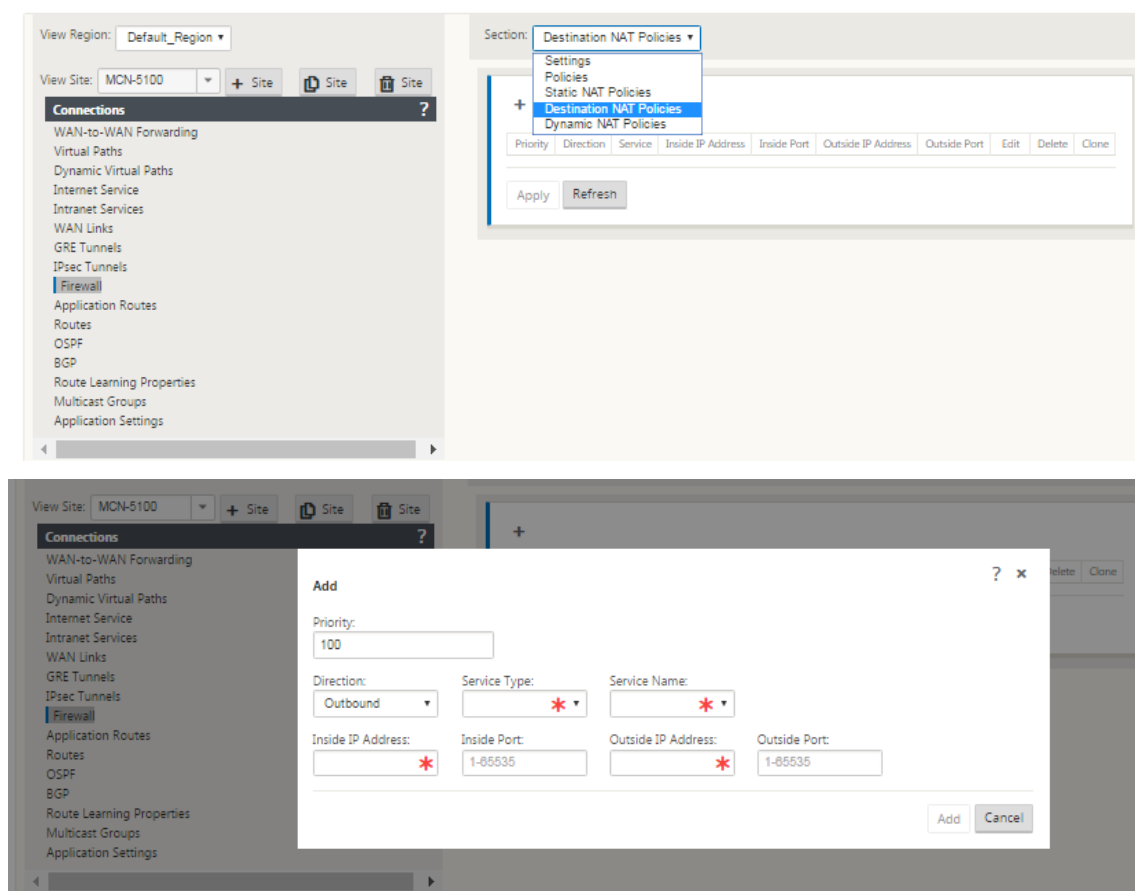 View Region: Default_Region
Section: Destination NAT Policies
Settings
Policies
Static NAT Policies
Destination NAT Policies
Dynamic NAT Policies
View Site: MCN-5100 + Site Site Site
Connections ?
WAN-to-WAN Forwarding
Virtual Paths
Dynamic Virtual Paths
Internet Service
Intranet Services
WAN Links
GRE Tunnels
IPsec Tunnels
Firewall
Application Routes
Routes
OSPF
BGP
Route Learning Properties
Multicast Groups
Application Settings
+
Priority Direction Service Inside IP Address Inside Port Outside IP Address Outside Port Edit Delete Clone
Apply Refresh
View Site: MCN-5100 + Site Site Site
Connections ?
WAN-to-WAN Forwarding
Virtual Paths
Dynamic Virtual Paths
Internet Service
Intranet Services
WAN Links
GRE Tunnels
IPsec Tunnels
Firewall
Application Routes
Routes
OSPF
BGP
Route Learning Properties
Multicast Groups
Application Settings
+
Clone
Add ? ×
Priority:
100
Direction: Service Type: Service Name:
Outbound * *
Inside IP Address: Inside Port: Outside IP Address: Outside Port:
* 1-65535 * 1-65535
Add Cancel